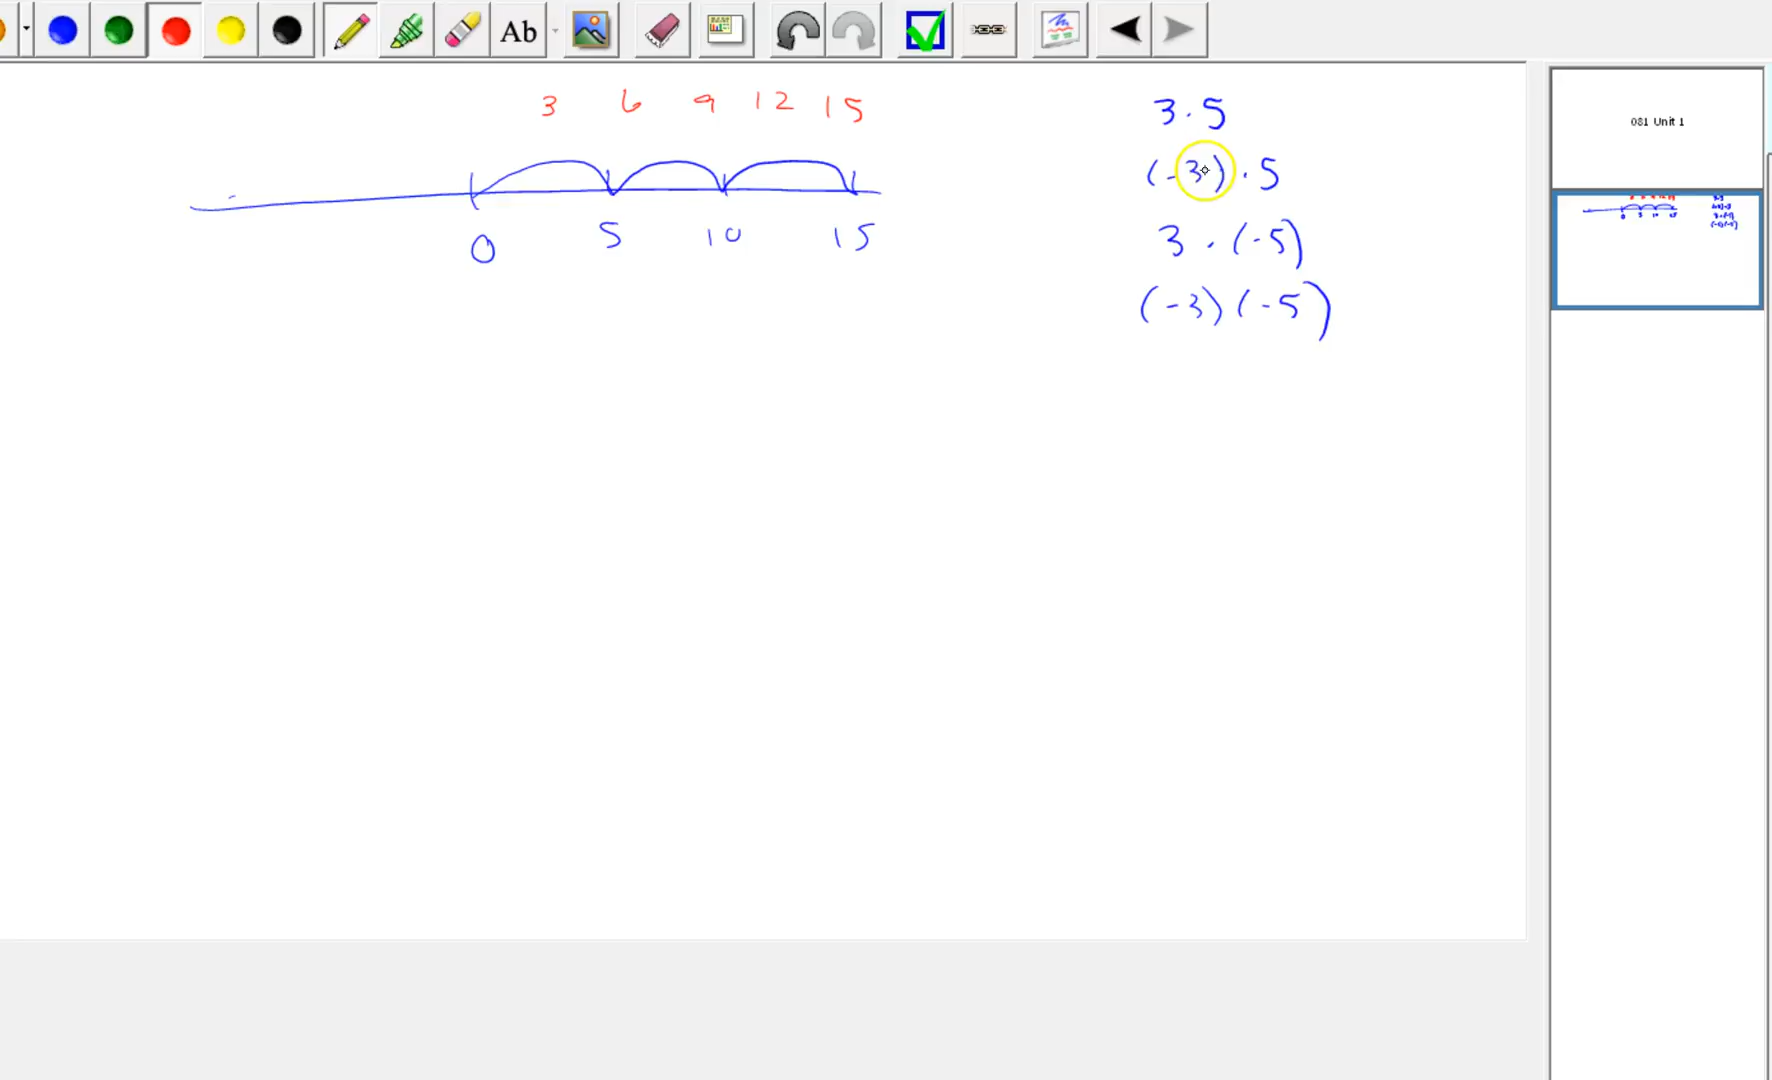 Ab
3 6 9 12 15
0 5 10 15
3 · 5
(-3) · 5
3 · (-5)
(-3)(-5)
081 Unit 1